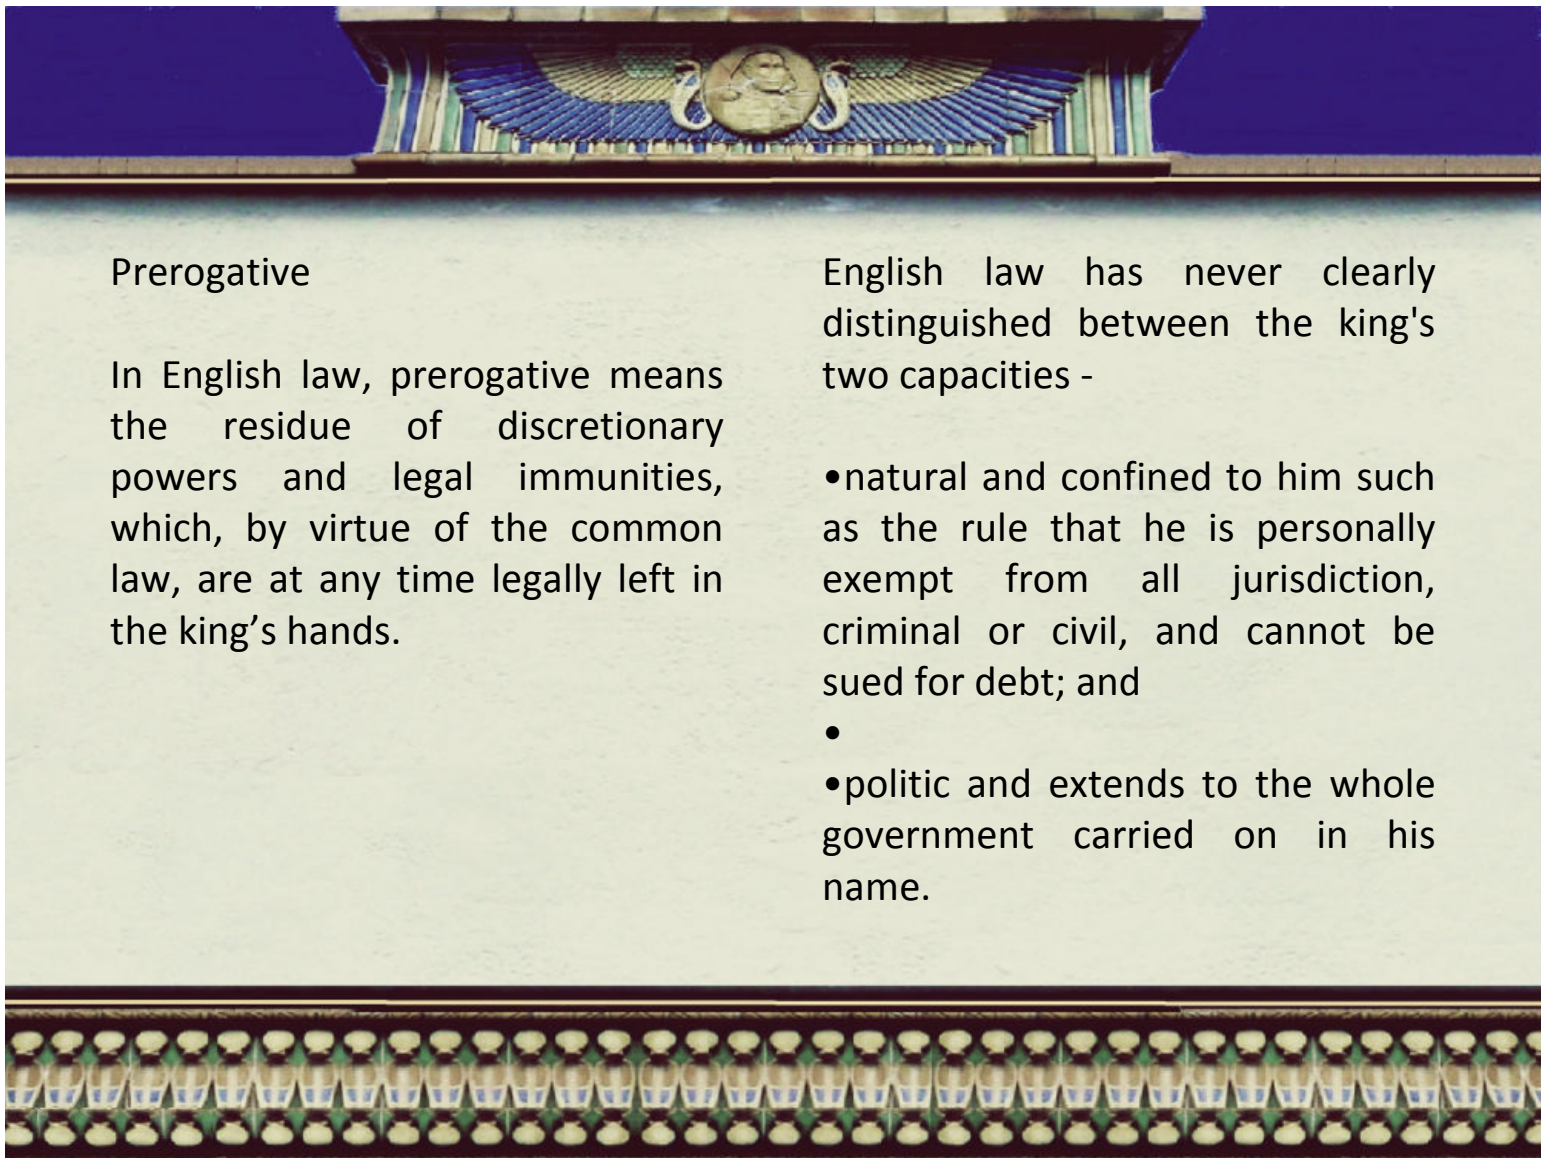 Prerogative
In English law, prerogative means
the residue of discretionary
powers and legal immunities,
which, by virtue of the common
law, are at any time legally left in
the king’s hands.
English law has never clearly
distinguished between the king's
two capacities -
•natural and confined to him such
as the rule that he is personally
exempt from all jurisdiction,
criminal or civil, and cannot be
sued for debt; and
•
•politic and extends to the whole
government carried on in his
name.